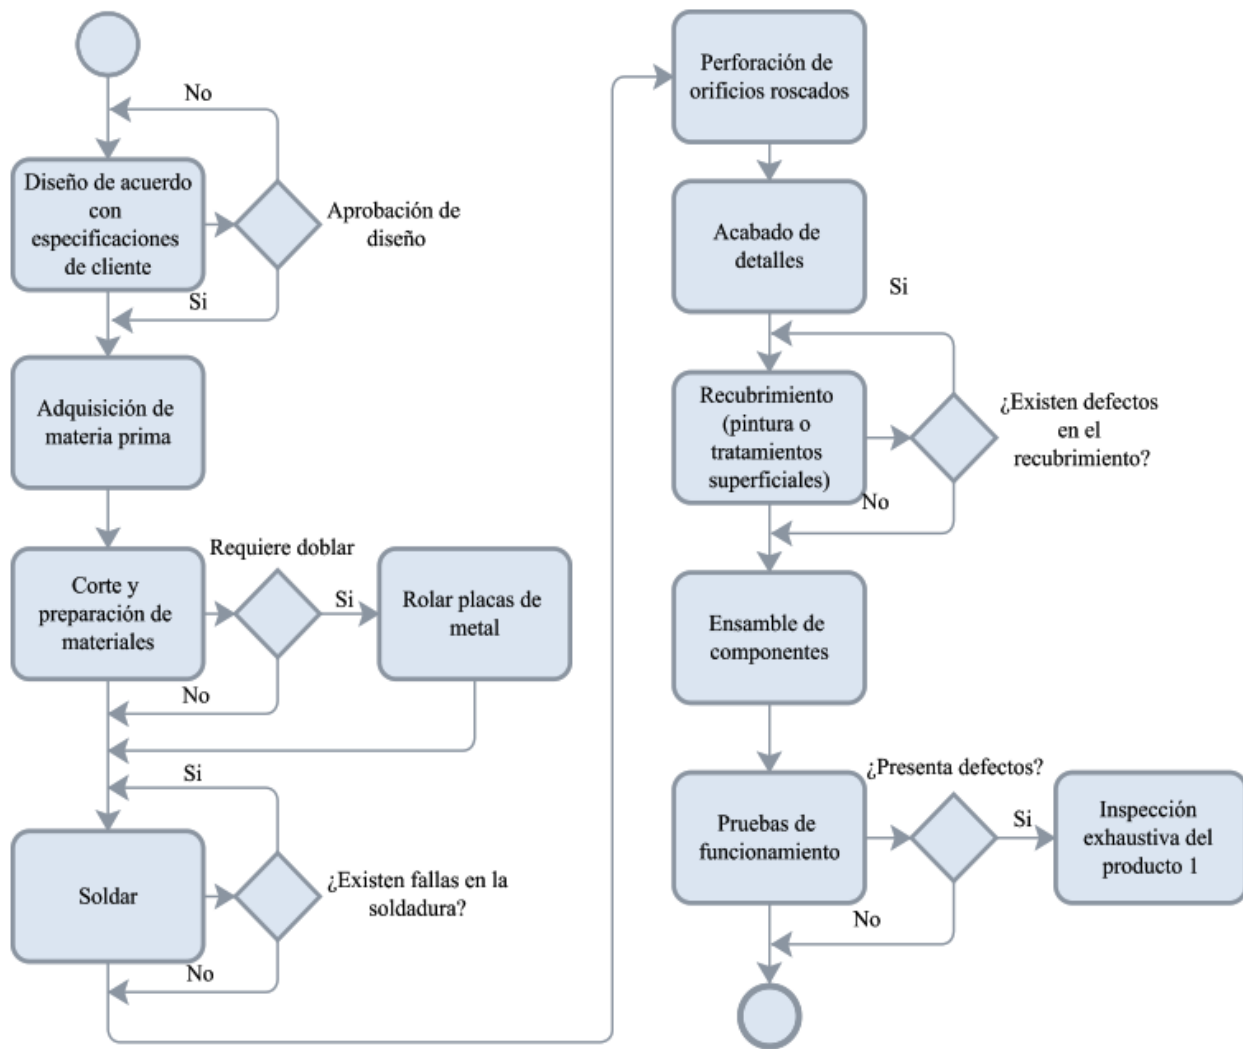 No
Diseño de acuerdo
con
especificaciones
de cliente
Aprobación de
diseño
Si
Adquisición de
materia prima
Requiere doblar
Corte y
preparación de
materiales
Si
Rolar placas de
metal
No
Si
Soldar
¿Existen fallas en la
soldadura?
No
Perforación de
orificios roscados
Acabado de
detalles
Si
Recubrimiento
(pintura o
tratamientos
superficiales)
¿Existen defectos
en el
recubrimiento?
No
Ensamble de
componentes
¿Presenta defectos?
Pruebas de
funcionamiento
Si
Inspección
exhaustiva del
producto 1
No